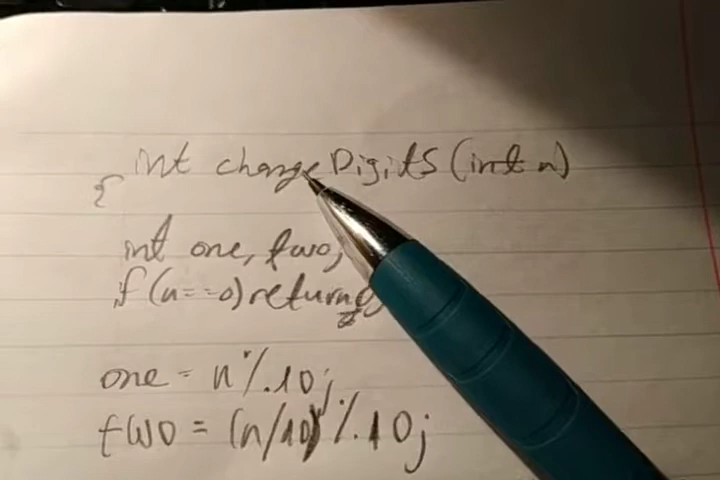 int changeDigits(int n)
{
int one, two;
if (n==0) return
one = n%10;
two = (n/10)%10;